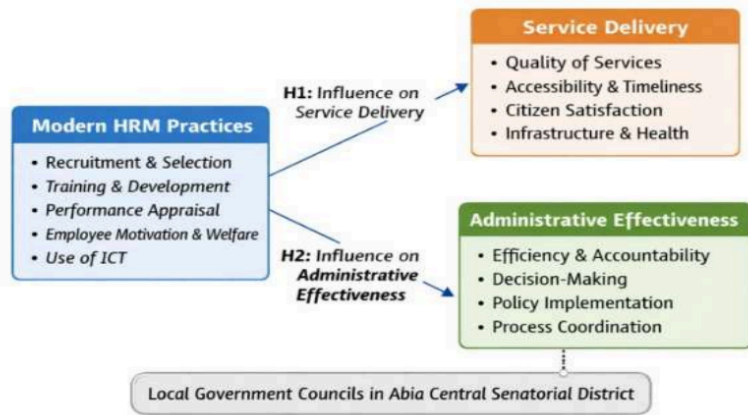 Service Delivery
• Quality of Services
• Accessibility & Timeliness
• Citizen Satisfaction
• Infrastructure & Health
H1: Influence on
Service Delivery
Modern HRM Practices
• Recruitment & Selection
• Training & Development
• Performance Appraisal
• Employee Motivation & Welfare
• Use of ICT
H2: Influence on
Administrative
Effectiveness
Administrative Effectiveness
• Efficiency & Accountability
• Decision-Making
• Policy Implementation
• Process Coordination
Local Government Councils in Abia Central Senatorial District